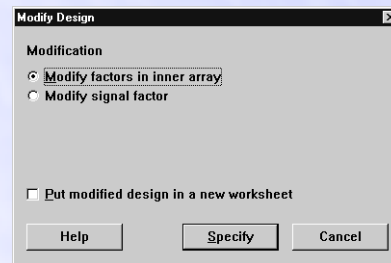 Modify Design
Modification
Modify factors in inner array
Modify signal factor
Put modified design in a new worksheet
Help Specify Cancel